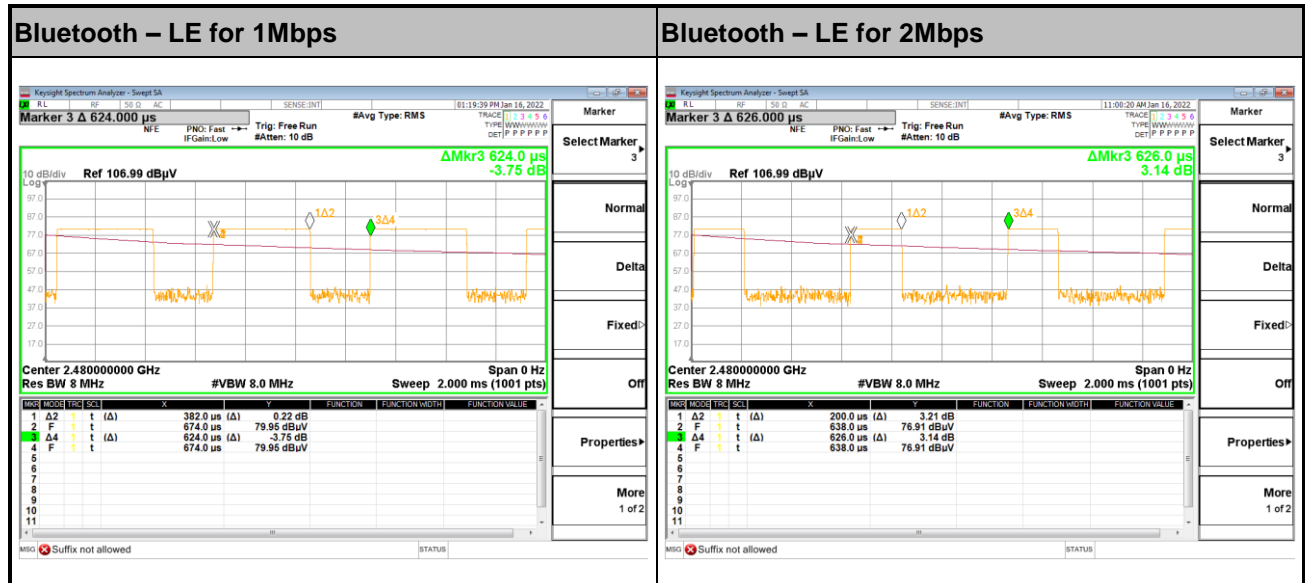 Bluetooth – LE for 1Mbps
Keysight Spectrum Analyzer - Swept SA
RL RF 50 Ω AC SENSE:INT 01:19:39 PM Jan 16, 2022
Marker 3 Δ 624.000 µs #Avg Type: RMS TRACE 1 2 3 4 5 6
NFE PNO: Fast Trig: Free Run TYPE WWWWWW
IFGain:Low #Atten: 10 dB DET P P P P P P
ΔMkr3 624.0 µs
-3.75 dB
10 dB/div Ref 106.99 dBµV
Log
97.0
87.0
77.0
67.0
57.0
47.0
37.0
27.0
17.0
1Δ2
3Δ4
Center 2.480000000 GHz Span 0 Hz
Res BW 8 MHz #VBW 8.0 MHz Sweep 2.000 ms (1001 pts)
MKR MODE TRC SCL X Y FUNCTION FUNCTION WIDTH FUNCTION VALUE
1 Δ2 1 t (Δ) 382.0 µs (Δ) 0.22 dB
2 F 1 t 674.0 µs 79.95 dBµV
3 Δ4 1 t (Δ) 624.0 µs (Δ) -3.75 dB
4 F 1 t 674.0 µs 79.95 dBµV
5
6
7
8
9
10
11
MSG Suffix not allowed STATUS
Marker
Select Marker
3
Normal
Delta
Fixed
Off
Properties
More
1 of 2
Bluetooth – LE for 2Mbps
Keysight Spectrum Analyzer - Swept SA
RL RF 50 Ω AC SENSE:INT 11:00:20 AM Jan 16, 2022
Marker 3 Δ 626.000 µs #Avg Type: RMS TRACE 1 2 3 4 5 6
NFE PNO: Fast Trig: Free Run TYPE WWWWWW
IFGain:Low #Atten: 10 dB DET P P P P P P
ΔMkr3 626.0 µs
3.14 dB
10 dB/div Ref 106.99 dBµV
Log
97.0
87.0
77.0
67.0
57.0
47.0
37.0
27.0
17.0
1Δ2
3Δ4
Center 2.480000000 GHz Span 0 Hz
Res BW 8 MHz #VBW 8.0 MHz Sweep 2.000 ms (1001 pts)
MKR MODE TRC SCL X Y FUNCTION FUNCTION WIDTH FUNCTION VALUE
1 Δ2 1 t (Δ) 200.0 µs (Δ) 3.21 dB
2 F 1 t 638.0 µs 76.91 dBµV
3 Δ4 1 t (Δ) 626.0 µs (Δ) 3.14 dB
4 F 1 t 638.0 µs 76.91 dBµV
5
6
7
8
9
10
11
MSG Suffix not allowed STATUS
Marker
Select Marker
3
Normal
Delta
Fixed
Off
Properties
More
1 of 2